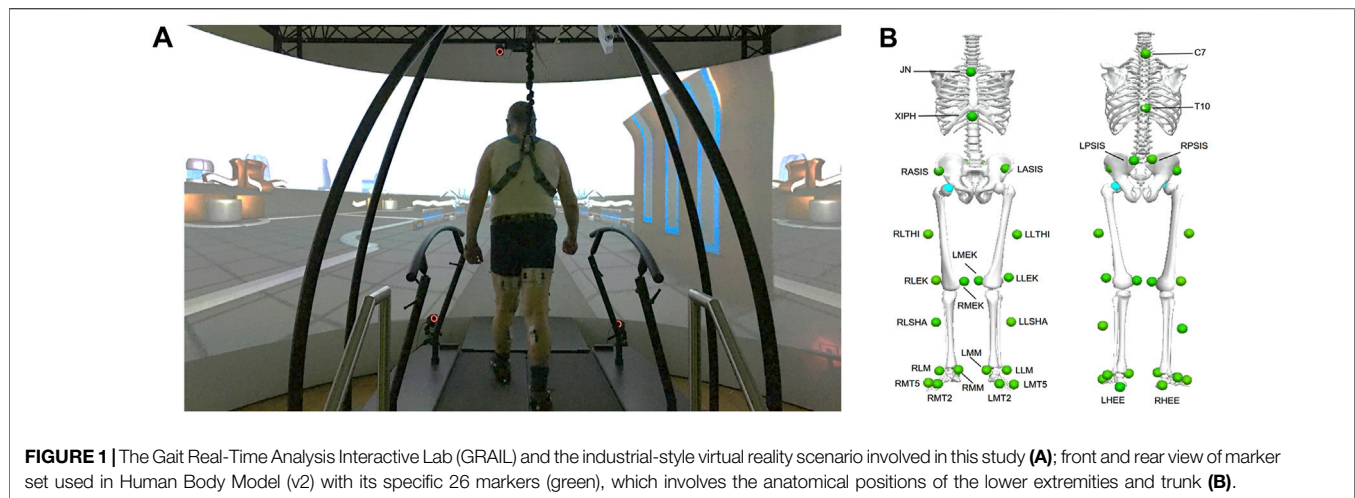 A
B
JN
C7
XIPH
T10
LPSIS
RPSIS
RASIS
LASIS
RLTHI
LLTHI
LMEK
RLEK
LLEK
RMEK
RLSHA
LLSHA
LMM
RLM
LLM
RMT5
RMM
LMT5
RMT2
LMT2
LHEE
RHEE
FIGURE 1 | The Gait Real-Time Analysis Interactive Lab (GRAIL) and the industrial-style virtual reality scenario involved in this study (A); front and rear view of marker
set used in Human Body Model (v2) with its specific 26 markers (green), which involves the anatomical positions of the lower extremities and trunk (B).